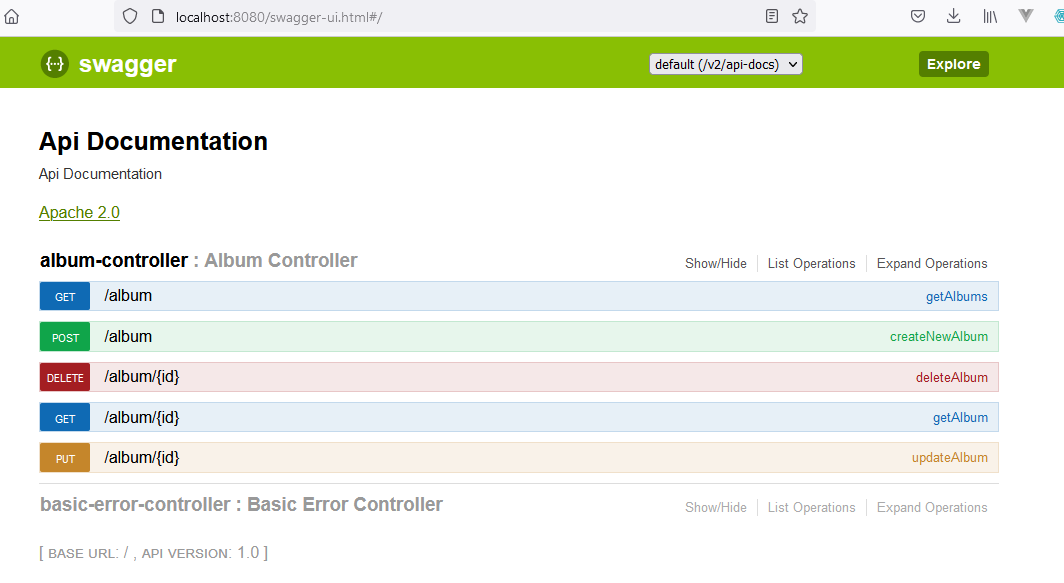 localhost:8080/swagger-ui.html#/
{···} swagger default (/v2/api-docs) Explore
Api Documentation
Api Documentation
Apache 2.0
album-controller : Album Controller Show/Hide List Operations Expand Operations
GET /album getAlbums
POST /album createNewAlbum
DELETE /album/{id} deleteAlbum
GET /album/{id} getAlbum
PUT /album/{id} updateAlbum
basic-error-controller : Basic Error Controller Show/Hide List Operations Expand Operations
[ BASE URL: / , API VERSION: 1.0 ]